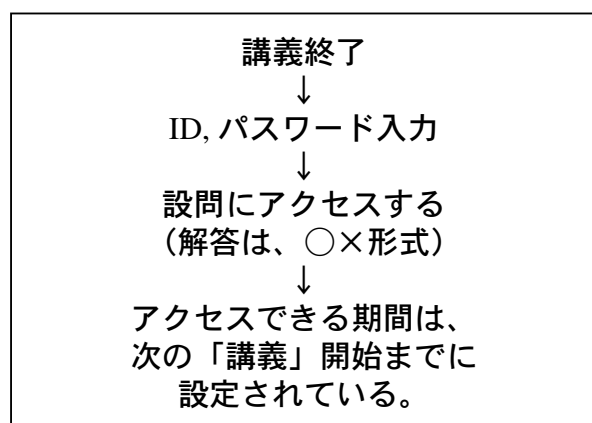 講義終了
↓
ID, パスワード入力
↓
設問にアクセスする
（解答は、○×形式）
↓
アクセスできる期間は、
次の「講義」開始までに
設定されている。